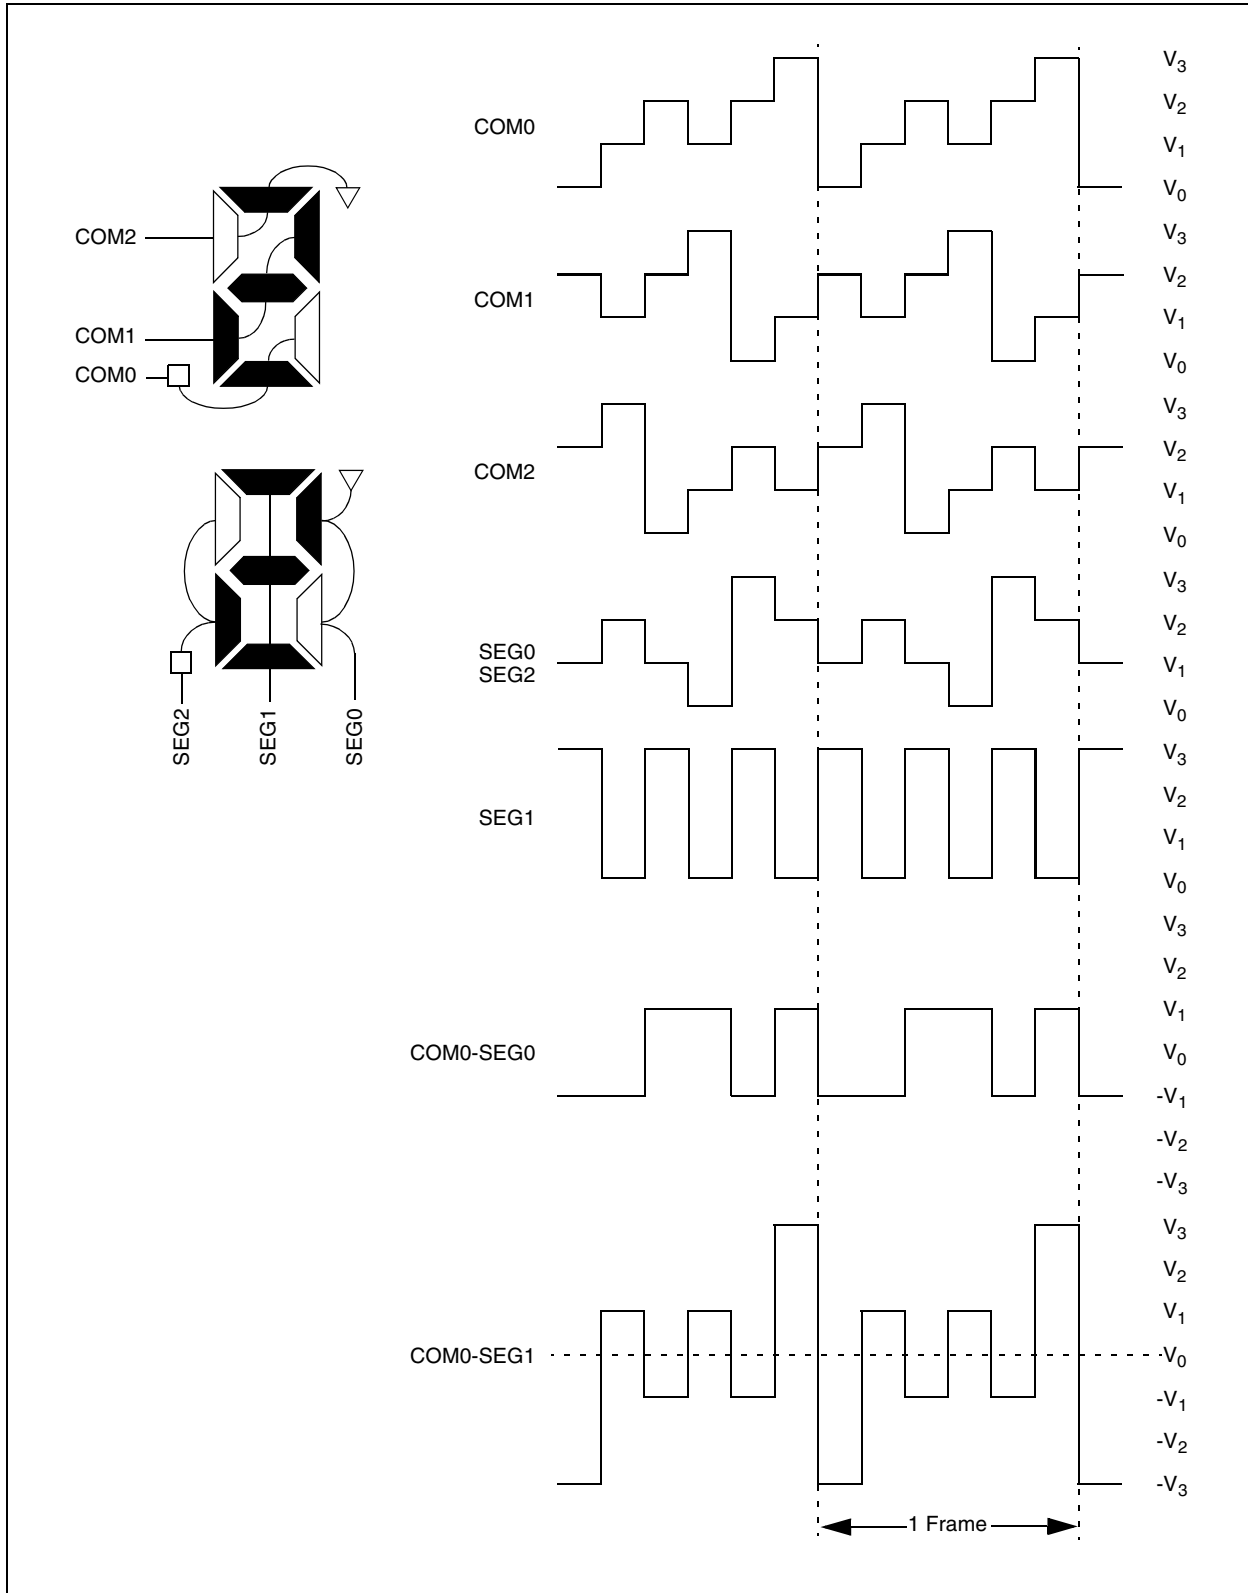 COM2
COM1
COM0
SEG2
SEG1
SEG0
COM0
V3
V2
V1
V0
COM1
V3
V2
V1
V0
COM2
V3
V2
V1
V0
SEG0
SEG2
V3
V2
V1
V0
SEG1
V3
V2
V1
V0
COM0-SEG0
V3
V2
V1
V0
-V1
-V2
-V3
COM0-SEG1
V3
V2
V1
V0
-V1
-V2
-V3
1 Frame